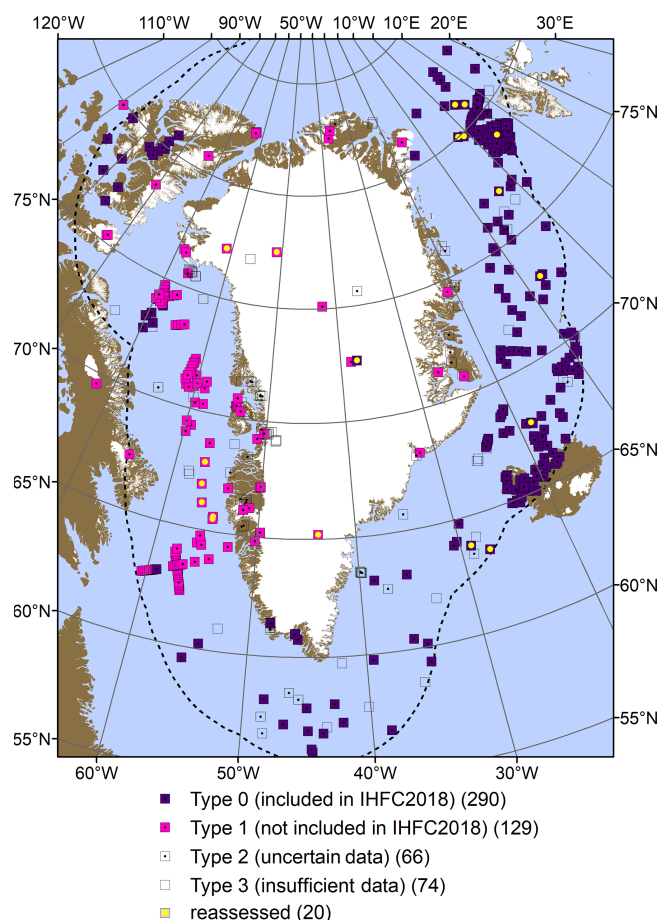 120°W 110°W 90°W 80°W 50°W 10°W 10°E 20°E 30°E
75°N
75°N
70°N
70°N
65°N
65°N
60°N
60°N
55°N
55°N
60°W 50°W 40°W 30°W
Type 0 (included in IHFC2018) (290)
Type 1 (not included in IHFC2018) (129)
Type 2 (uncertain data) (66)
Type 3 (insufficient data) (74)
reassessed (20)